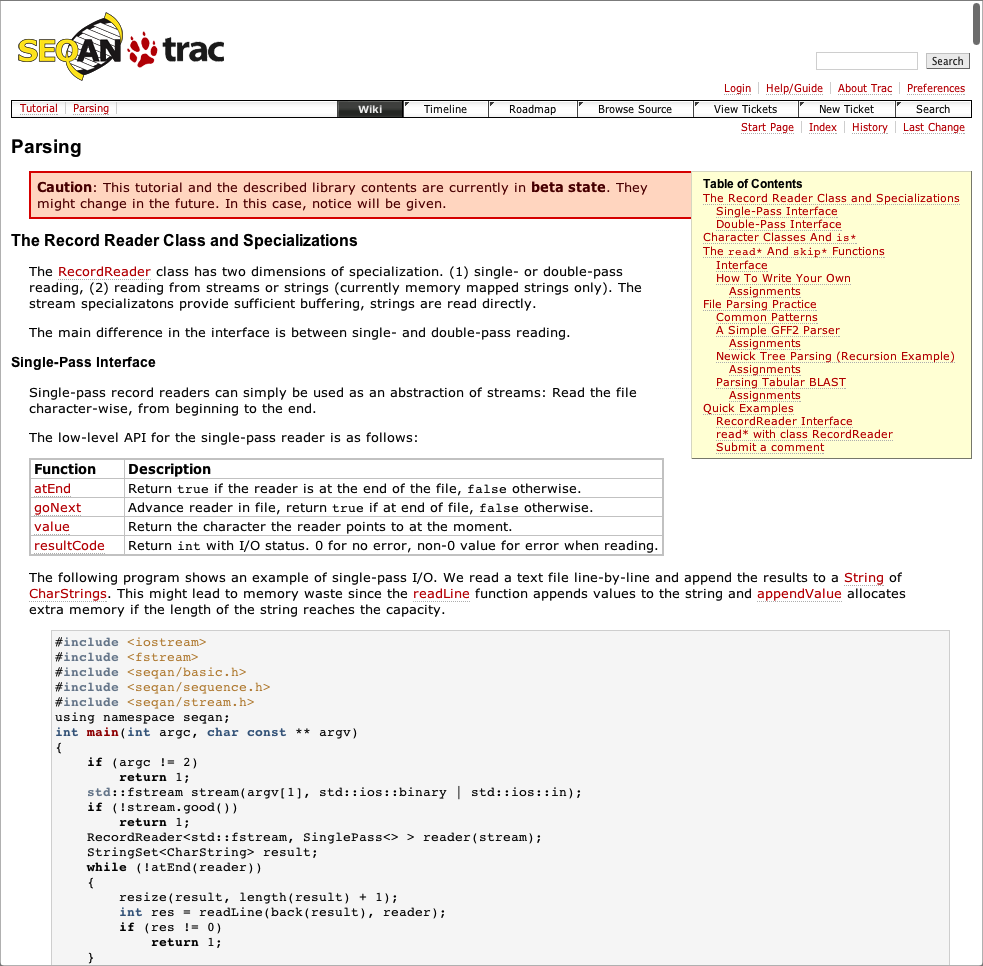 SEQAN trac
Search
Login Help/Guide About Trac Preferences
Tutorial Parsing Wiki Timeline Roadmap Browse Source View Tickets New Ticket Search
Start Page Index History Last Change
Parsing
Caution: This tutorial and the described library contents are currently in beta state. They
might change in the future. In this case, notice will be given.
Table of Contents
The Record Reader Class and Specializations
Single-Pass Interface
Double-Pass Interface
Character Classes And is*
The read* And skip* Functions
Interface
How To Write Your Own
Assignments
File Parsing Practice
Common Patterns
A Simple GFF2 Parser
Assignments
Newick Tree Parsing (Recursion Example)
Assignments
Parsing Tabular BLAST
Assignments
Quick Examples
RecordReader Interface
read* with class RecordReader
Submit a comment
The Record Reader Class and Specializations
The RecordReader class has two dimensions of specialization. (1) single- or double-pass
reading, (2) reading from streams or strings (currently memory mapped strings only). The
stream specializatons provide sufficient buffering, strings are read directly.
The main difference in the interface is between single- and double-pass reading.
Single-Pass Interface
Single-pass record readers can simply be used as an abstraction of streams: Read the file
character-wise, from beginning to the end.
The low-level API for the single-pass reader is as follows:
Function Description
atEnd Return true if the reader is at the end of the file, false otherwise.
goNext Advance reader in file, return true if at end of file, false otherwise.
value Return the character the reader points to at the moment.
resultCode Return int with I/O status. 0 for no error, non-0 value for error when reading.
The following program shows an example of single-pass I/O. We read a text file line-by-line and append the results to a String of
CharStrings. This might lead to memory waste since the readLine function appends values to the string and appendValue allocates
extra memory if the length of the string reaches the capacity.
#include <iostream>
#include <fstream>
#include <seqan/basic.h>
#include <seqan/sequence.h>
#include <seqan/stream.h>
using namespace seqan;
int main(int argc, char const ** argv)
{
    if (argc != 2)
        return 1;
    std::fstream stream(argv[1], std::ios::binary | std::ios::in);
    if (!stream.good())
        return 1;
    RecordReader<std::fstream, SinglePass<> > reader(stream);
    StringSet<CharString> result;
    while (!atEnd(reader))
    {
        resize(result, length(result) + 1);
        int res = readLine(back(result), reader);
        if (res != 0)
            return 1;
    }